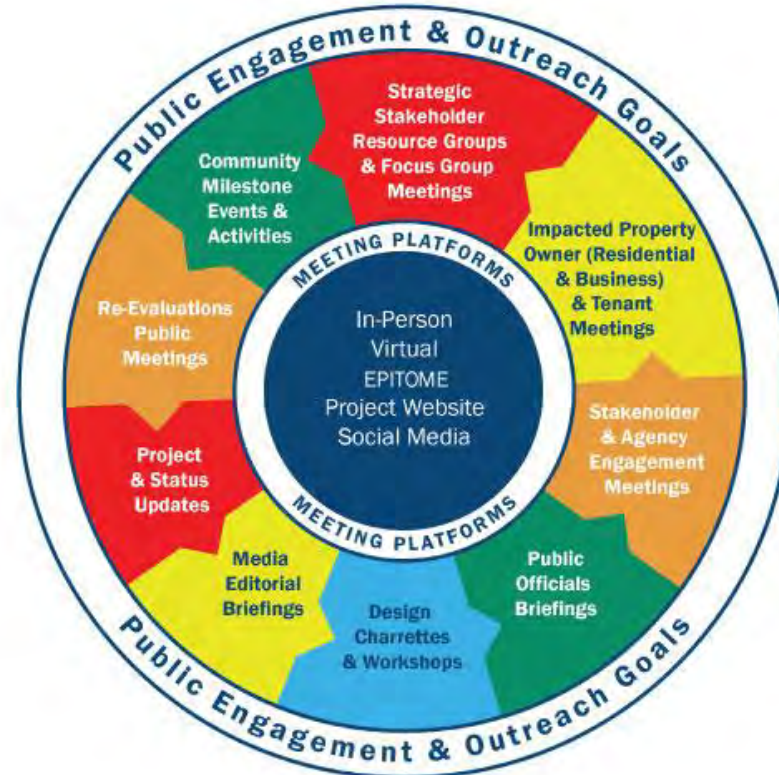 Public Engagement & Outreach Goals
Strategic
Stakeholder
Resource Groups
& Focus Group
Meetings
Impacted Property
Owner (Residential
& Business)
& Tenant
Meetings
Stakeholder
& Agency
Engagement
Meetings
Public
Officials
Briefings
Design
Charrettes
& Workshops
Media
Editorial
Briefings
Project
& Status
Updates
Re-Evaluations
Public
Meetings
Community
Milestone
Events &
Activities
MEETING PLATFORMS
In-Person
Virtual
EPITOME
Project Website
Social Media
MEETING PLATFORMS
Public Engagement & Outreach Goals